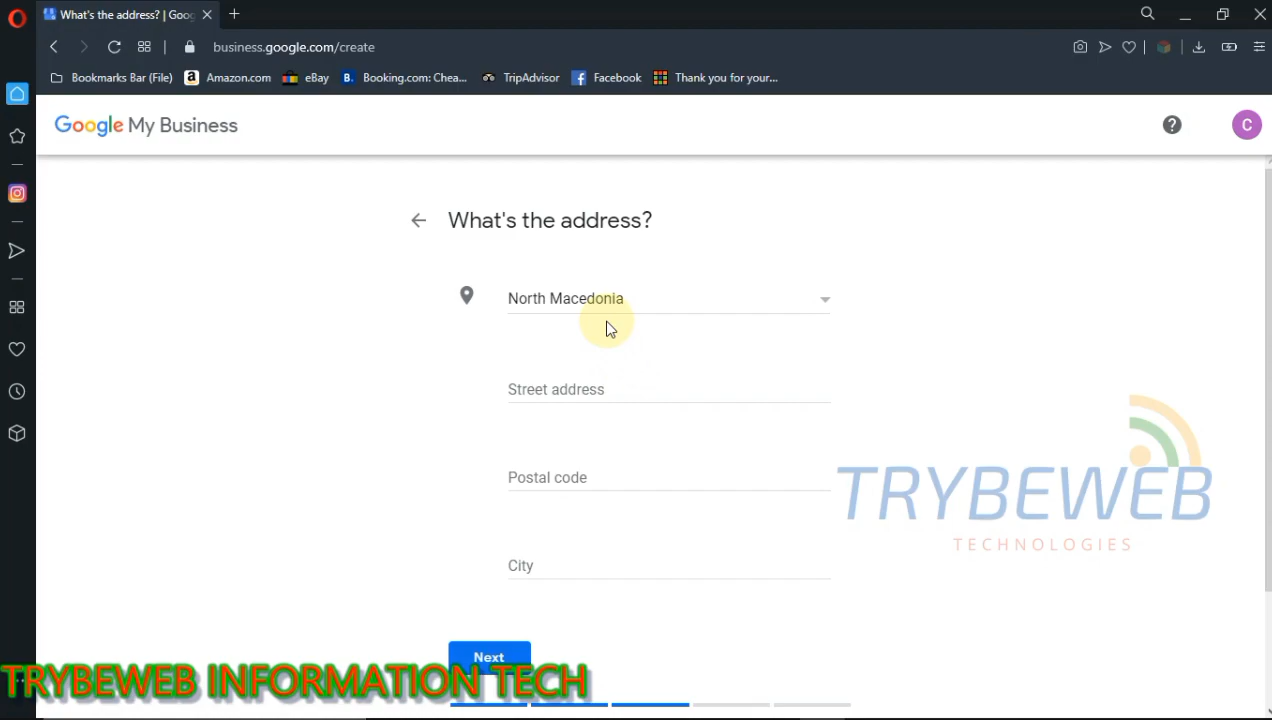 What's the address? | Goog
business.google.com/create
Bookmarks Bar (File) Amazon.com eBay Booking.com: Chea... TripAdvisor Facebook Thank you for your...
Google My Business
C
What's the address?
North Macedonia
Street address
Postal code
City
Next
TRYBEWEB
TECHNOLOGIES
TRYBEWEB INFORMATION TECH